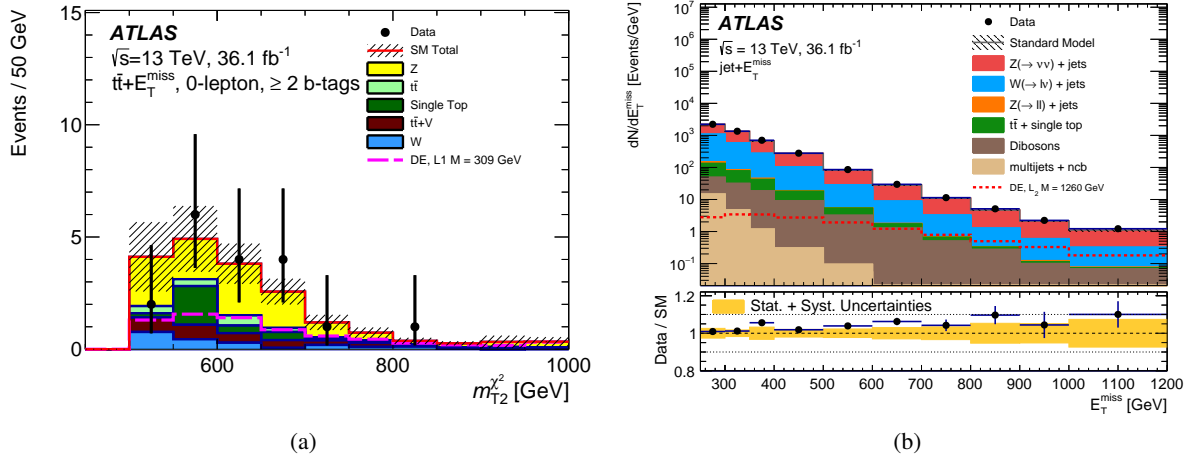 ATLAS
√s=13 TeV, 36.1 fb⁻¹
tt̄+E_T^miss, 0-lepton, ≥ 2 b-tags
Data
SM Total
Z
tt̄
Single Top
tt̄+V
W
DE, L1 M = 309 GeV
Events / 50 GeV
15
10
5
0
600
800
1000
m_T2^χ² [GeV]
(a)
ATLAS
√s = 13 TeV, 36.1 fb⁻¹
jet+E_T^miss
Data
Standard Model
Z(→ νν) + jets
W(→ lν) + jets
Z(→ ll) + jets
tt̄ + single top
Dibosons
multijets + ncb
DE, L₂ M = 1260 GeV
dN/dE_T^miss [Events/GeV]
10⁷
10⁶
10⁵
10⁴
10³
10²
10
1
10⁻¹
Stat. + Syst. Uncertainties
Data / SM
1.2
1.0
0.8
300
400
500
600
700
800
900
1000
1100
1200
E_T^miss [GeV]
(b)